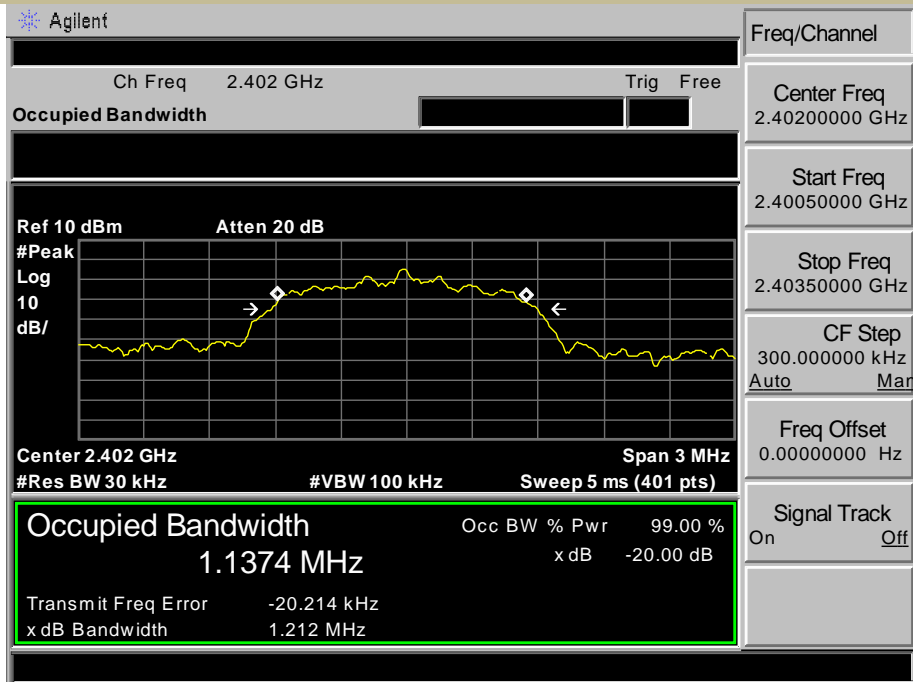 Agilent
Freq/Channel
Ch Freq 2.402 GHz Trig Free
Occupied Bandwidth
Center Freq
2.40200000 GHz
Start Freq
2.40050000 GHz
Stop Freq
2.40350000 GHz
CF Step
300.000000 kHz
Auto Man
Freq Offset
0.00000000 Hz
Signal Track
On Off
Ref 10 dBm Atten 20 dB
#Peak
Log
10
dB/
Center 2.402 GHz Span 3 MHz
#Res BW 30 kHz #VBW 100 kHz Sweep 5 ms (401 pts)
Occupied Bandwidth Occ BW % Pwr 99.00 %
1.1374 MHz x dB -20.00 dB
Transmit Freq Error -20.214 kHz
x dB Bandwidth 1.212 MHz